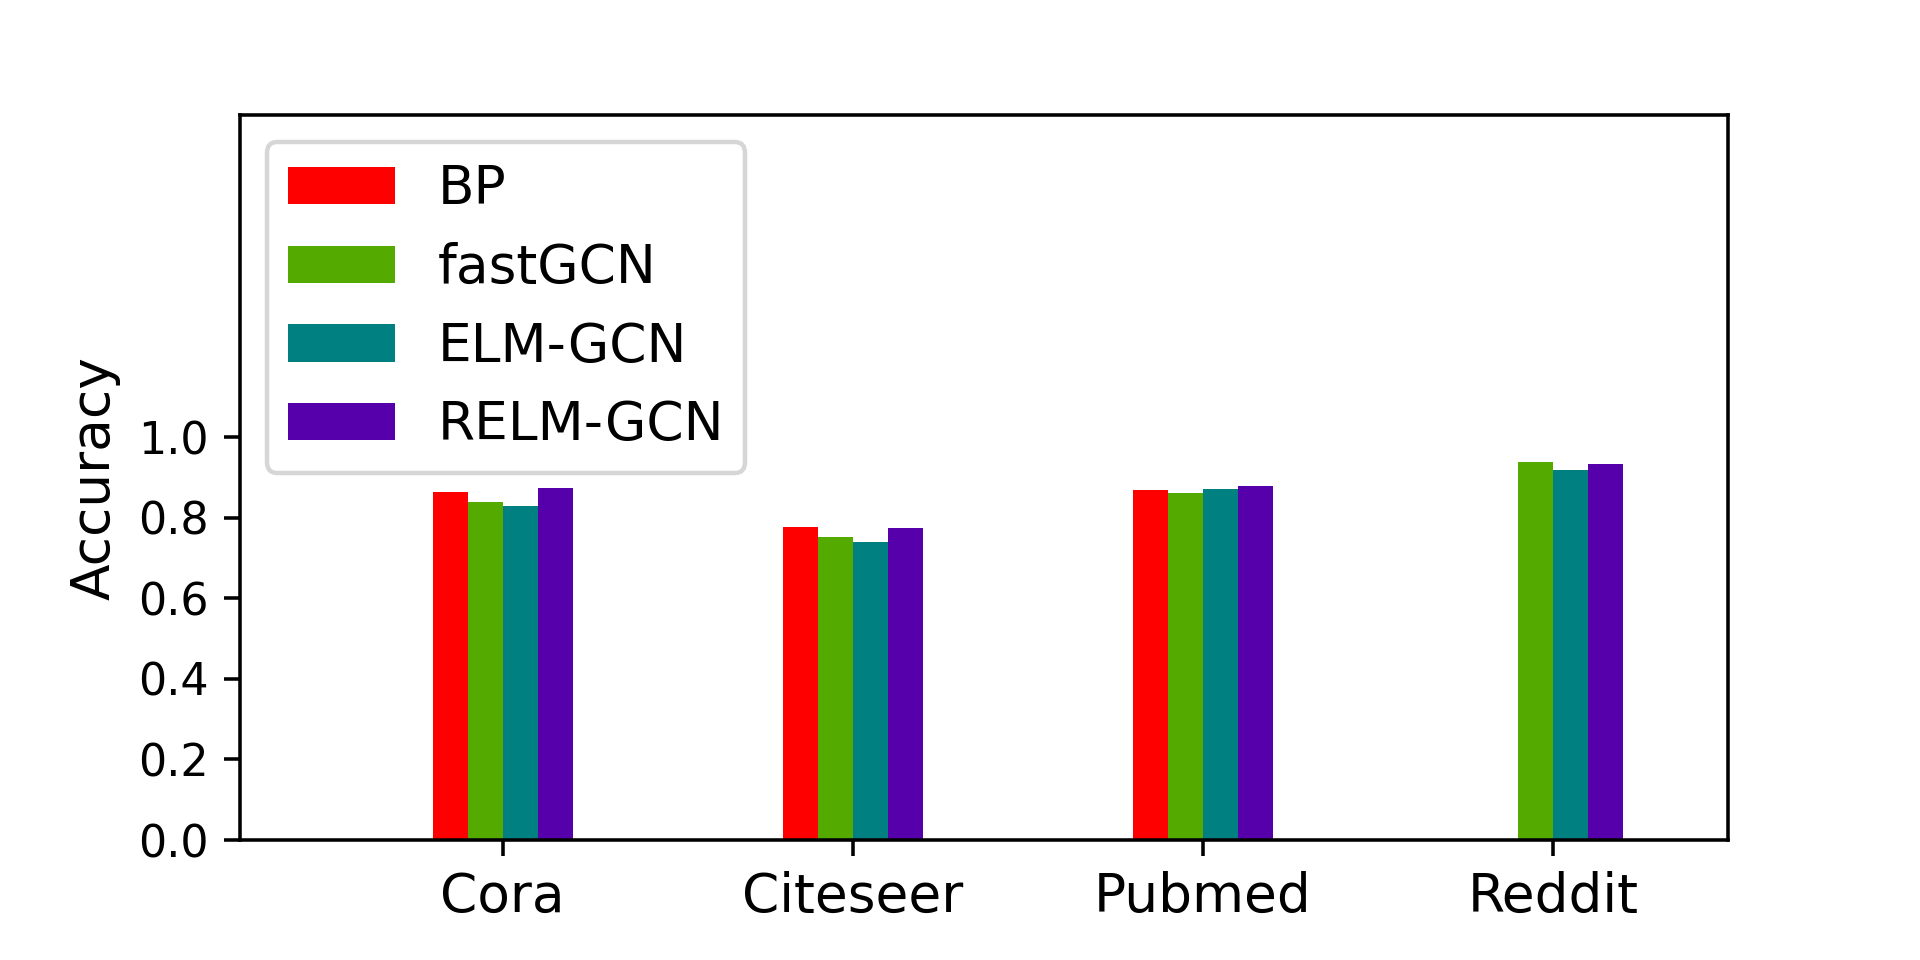 BP
fastGCN
ELM-GCN
RELM-GCN
Accuracy
1.0
0.8
0.6
0.4
0.2
0.0
Cora Citeseer Pubmed Reddit